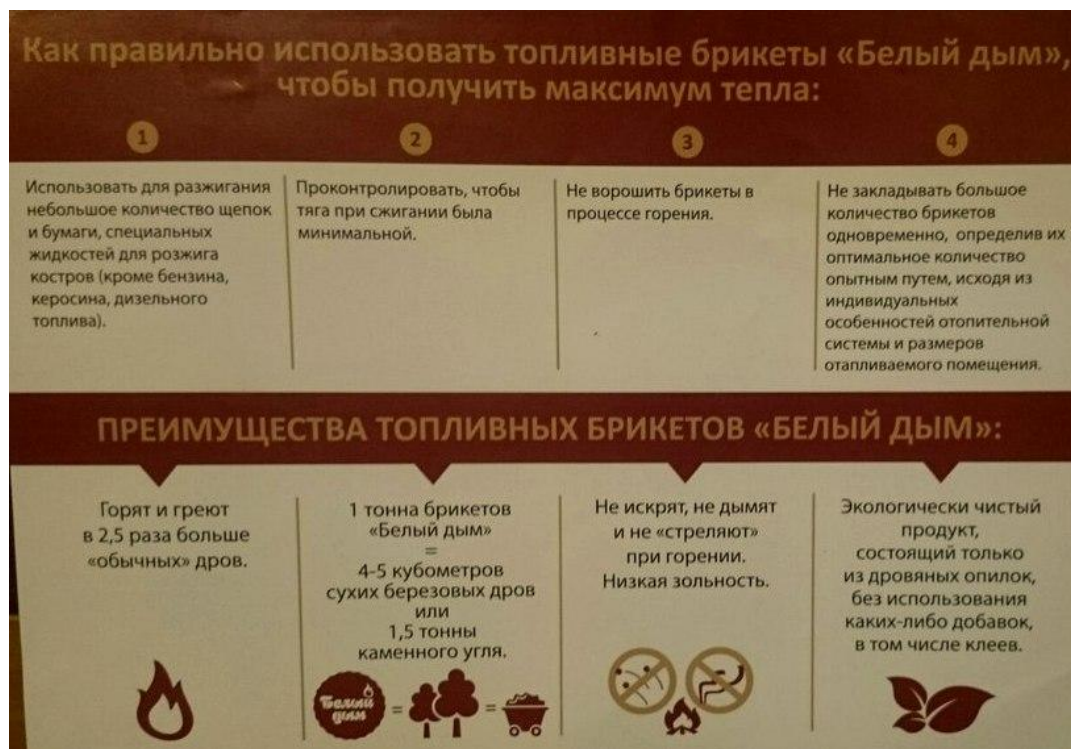 Как правильно использовать топливные брикеты «Белый дым»,
чтобы получить максимум тепла:
1
Использовать для разжигания
небольшое количество щепок
и бумаги, специальных
жидкостей для розжига
костров (кроме бензина,
керосина, дизельного
топлива).
2
Проконтролировать, чтобы
тяга при сжигании была
минимальной.
3
Не ворошить брикеты в
процессе горения.
4
Не закладывать большое
количество брикетов
одновременно, определив их
оптимальное количество
опытным путем, исходя из
индивидуальных
особенностей отопительной
системы и размеров
отапливаемого помещения.
ПРЕИМУЩЕСТВА ТОПЛИВНЫХ БРИКЕТОВ «БЕЛЫЙ ДЫМ»:
Горят и греют
в 2,5 раза больше
«обычных» дров.
1 тонна брикетов
«Белый дым»
=
4-5 кубометров
сухих березовых дров
или
1,5 тонны
каменного угля.
Белый
дым
= =
Не искрят, не дымят
и не «стреляют»
при горении.
Низкая зольность.
Экологически чистый
продукт,
состоящий только
из дровяных опилок,
без использования
каких-либо добавок,
в том числе клеев.